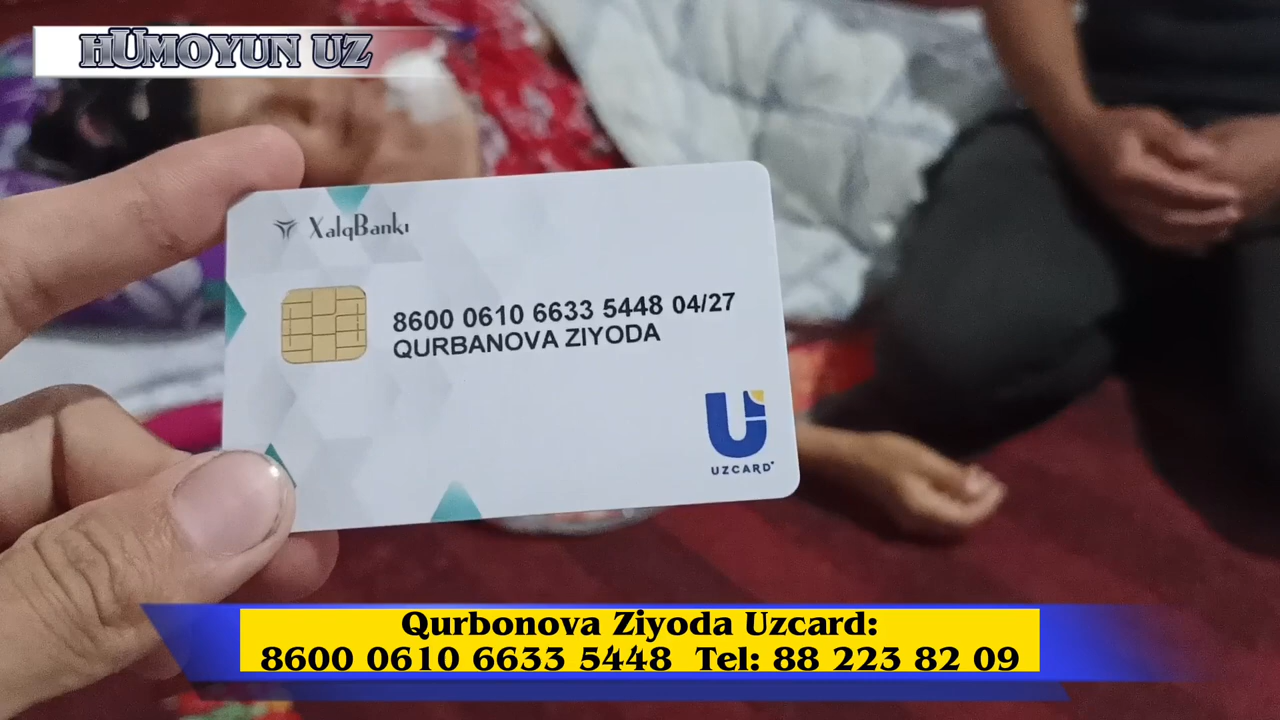 HUMOYUN UZ
XalqBankı
8600 0610 6633 5448 04/27
QURBANOVA ZIYODA
UZCARD
Qurbonova Ziyoda Uzcard:
8600 0610 6633 5448 Tel: 88 223 82 09